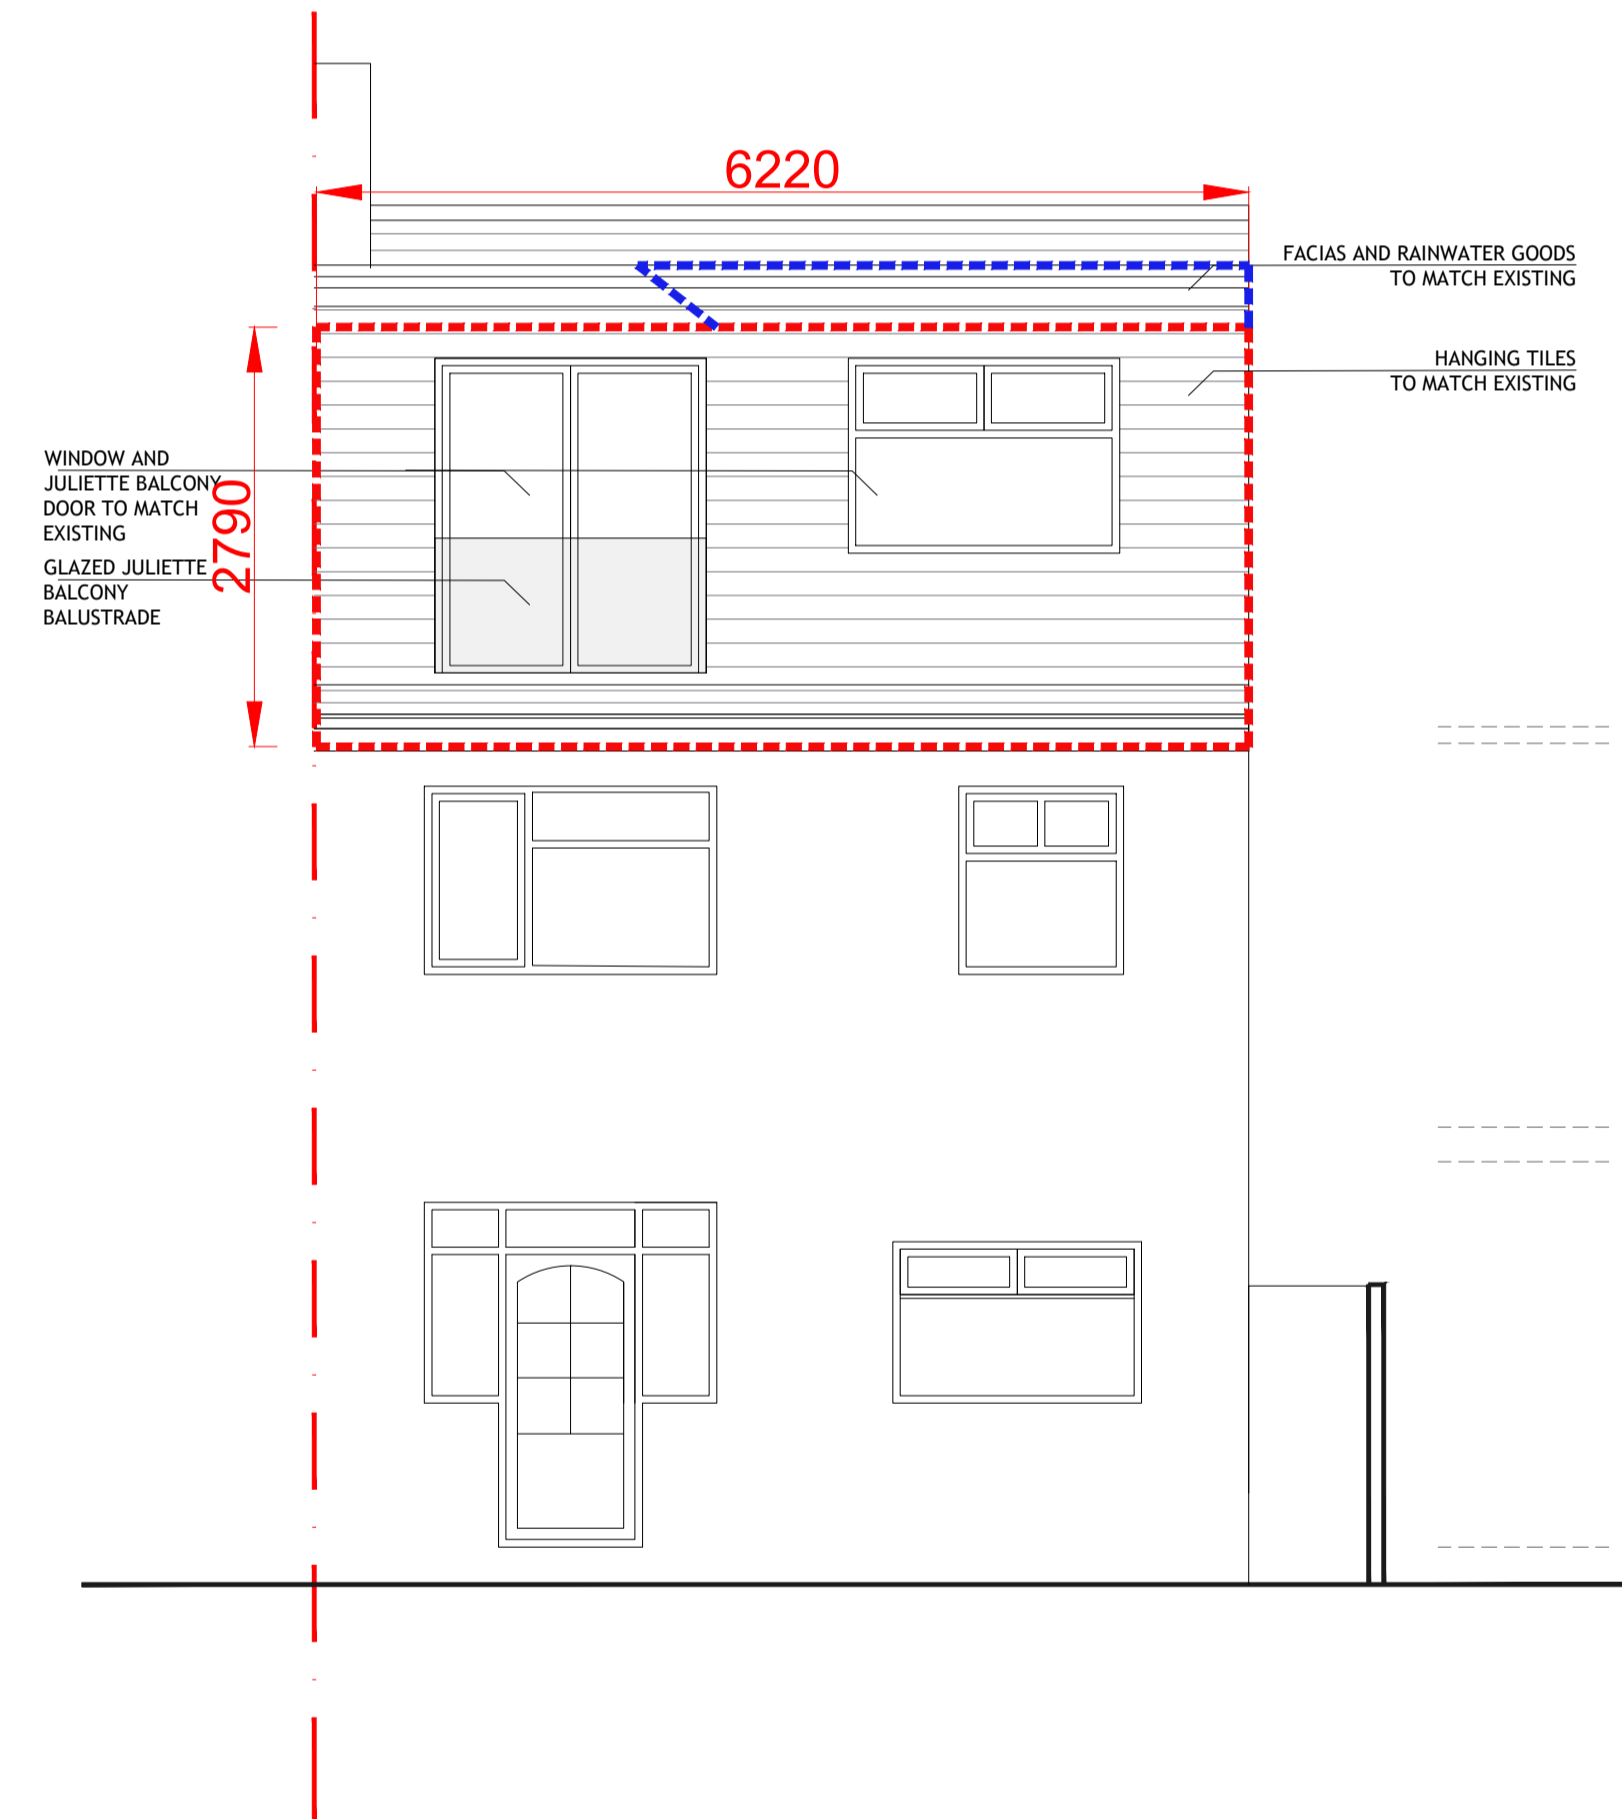 6220
FACIAS AND RAINWATER GOODS
TO MATCH EXISTING
HANGING TILES
TO MATCH EXISTING
WINDOW AND
JULIETTE BALCONY
DOOR TO MATCH
EXISTING
2790
GLAZED JULIETTE
BALCONY
BALUSTRADE